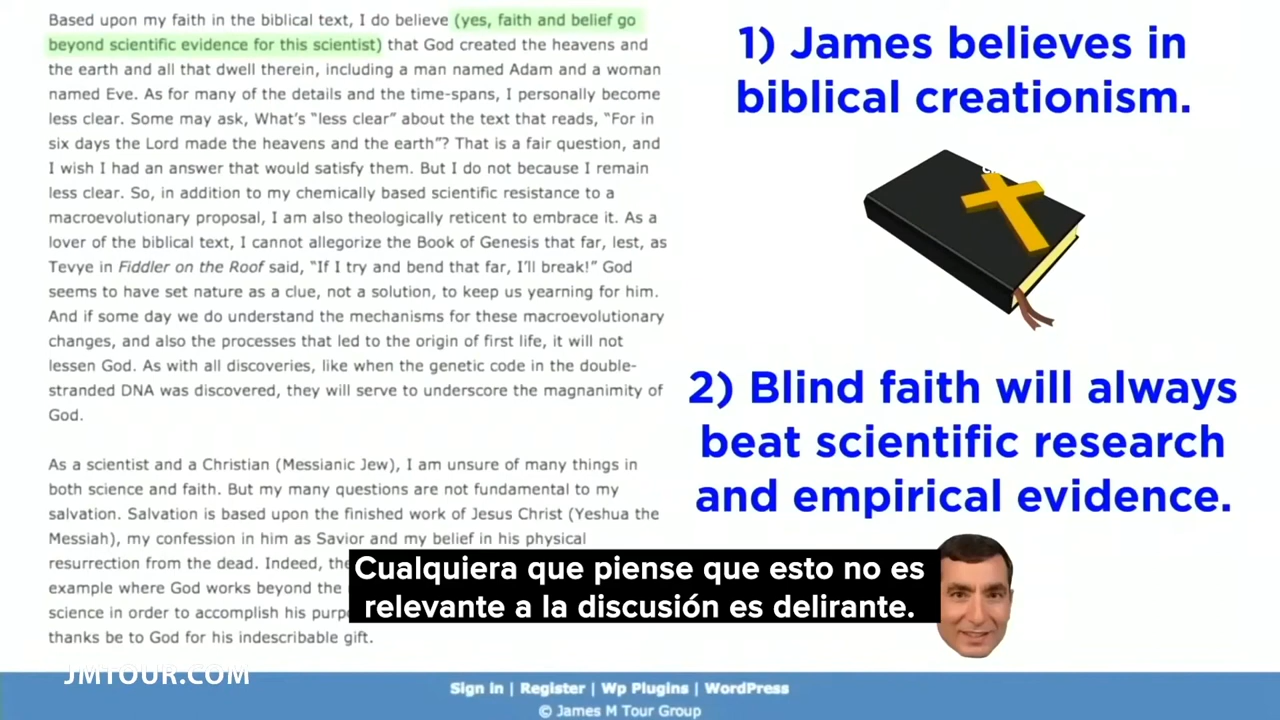 Based upon my faith in the biblical text, I do believe (yes, faith and belief go
beyond scientific evidence for this scientist) that God created the heavens and
the earth and all that dwell therein, including a man named Adam and a woman
named Eve. As for many of the details and the time-spans, I personally become
less clear. Some may ask, What's “less clear” about the text that reads, “For in
six days the Lord made the heavens and the earth”? That is a fair question, and
I wish I had an answer that would satisfy them. But I do not because I remain
less clear. So, in addition to my chemically based scientific resistance to a
macroevolutionary proposal, I am also theologically reticent to embrace it. As a
lover of the biblical text, I cannot allegorize the Book of Genesis that far, lest, as
Tevye in Fiddler on the Roof said, “If I try and bend that far, I'll break!” God
seems to have set nature as a clue, not a solution, to keep us yearning for him.
And if some day we do understand the mechanisms for these macroevolutionary
changes, and also the processes that led to the origin of first life, it will not
lessen God. As with all discoveries, like when the genetic code in the double-
stranded DNA was discovered, they will serve to underscore the magnanimity of
God.
As a scientist and a Christian (Messianic Jew), I am unsure of many things in
both science and faith. But my many questions are not fundamental to my
salvation. Salvation is based upon the finished work of Jesus Christ (Yeshua the
Messiah), my confession in him as Savior and my belief in his physical
resurrection from the dead. Indeed,
example where God works beyond the
science in order to accomplish his
thanks be to God for his indescribable gift.
1) James believes in
biblical creationism.
2) Blind faith will always
beat scientific research
and empirical evidence.
Cualquiera que piense que esto no es
relevante a la discusión es delirante.
JMTOUR.COM
Sign in | Register | Wp Plugins | WordPress
© James M Tour Group